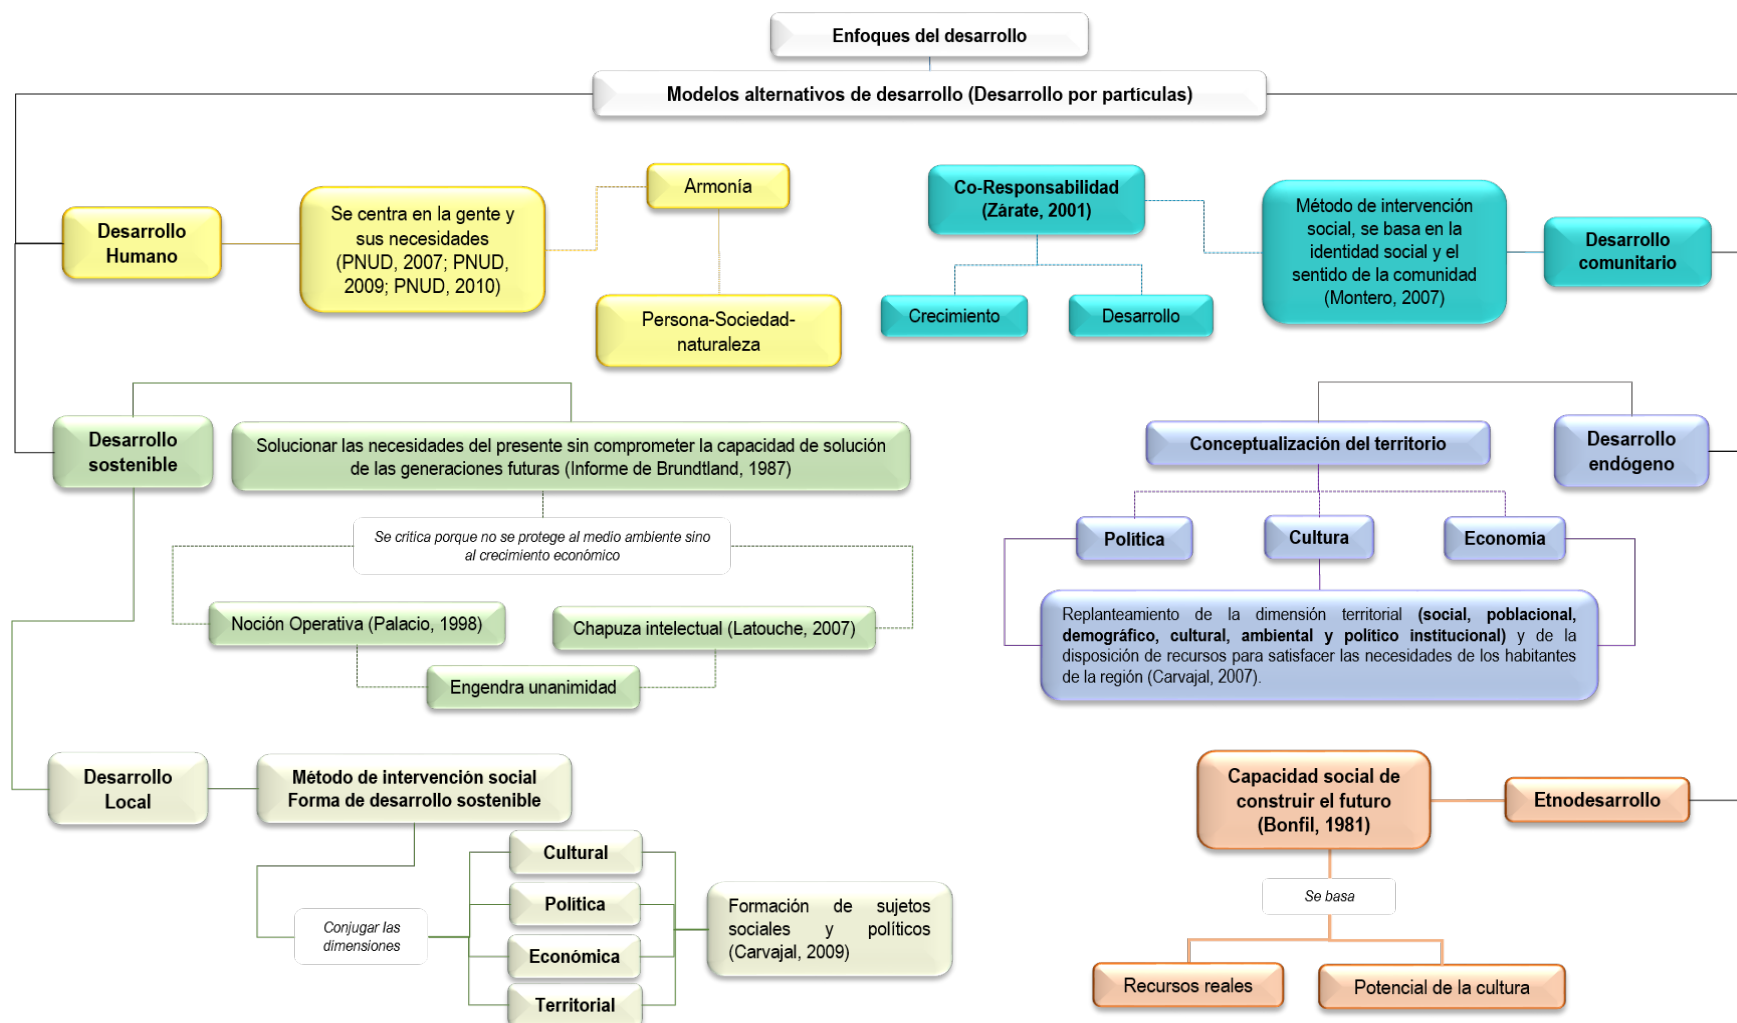 Enfoques del desarrollo
Modelos alternativos de desarrollo (Desarrollo por partículas)
Desarrollo
Humano
Se centra en la gente y
sus necesidades
(PNUD, 2007; PNUD,
2009; PNUD, 2010)
Armonía
Persona-Sociedad-
naturaleza
Co-Responsabilidad
(Zárate, 2001)
Crecimiento
Desarrollo
Método de intervención
social, se basa en la
identidad social y el
sentido de la comunidad
(Montero, 2007)
Desarrollo
comunitario
Desarrollo
sostenible
Solucionar las necesidades del presente sin comprometer la capacidad de solución
de las generaciones futuras (Informe de Brundtland, 1987)
Se critica porque no se protege al medio ambiente sino
al crecimiento económico
Noción Operativa (Palacio, 1998)
Chapuza intelectual (Latouche, 2007)
Engendra unanimidad
Conceptualización del territorio
Desarrollo
endógeno
Política
Cultura
Economía
Replanteamiento de la dimensión territorial (social, poblacional,
demográfico, cultural, ambiental y político institucional) y de la
disposición de recursos para satisfacer las necesidades de los habitantes
de la región (Carvajal, 2007).
Desarrollo
Local
Método de intervención social
Forma de desarrollo sostenible
Conjugar las
dimensiones
Cultural
Política
Económica
Territorial
Formación de sujetos
sociales y políticos
(Carvajal, 2009)
Capacidad social de
construir el futuro
(Bonfil, 1981)
Etnodesarrollo
Se basa
Recursos reales
Potencial de la cultura